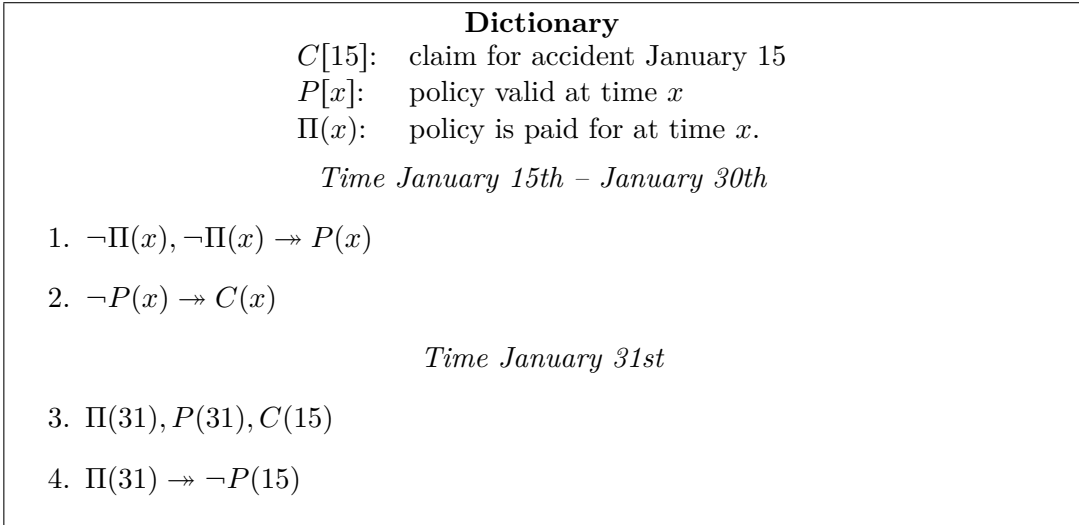 Dictionary
C[15]: claim for accident January 15
P[x]: policy valid at time x
Π(x): policy is paid for at time x.
Time January 15th – January 30th
1. ¬Π(x), ¬Π(x) ↠ P(x)
2. ¬P(x) ↠ C(x)
Time January 31st
3. Π(31), P(31), C(15)
4. Π(31) ↠ ¬P(15)